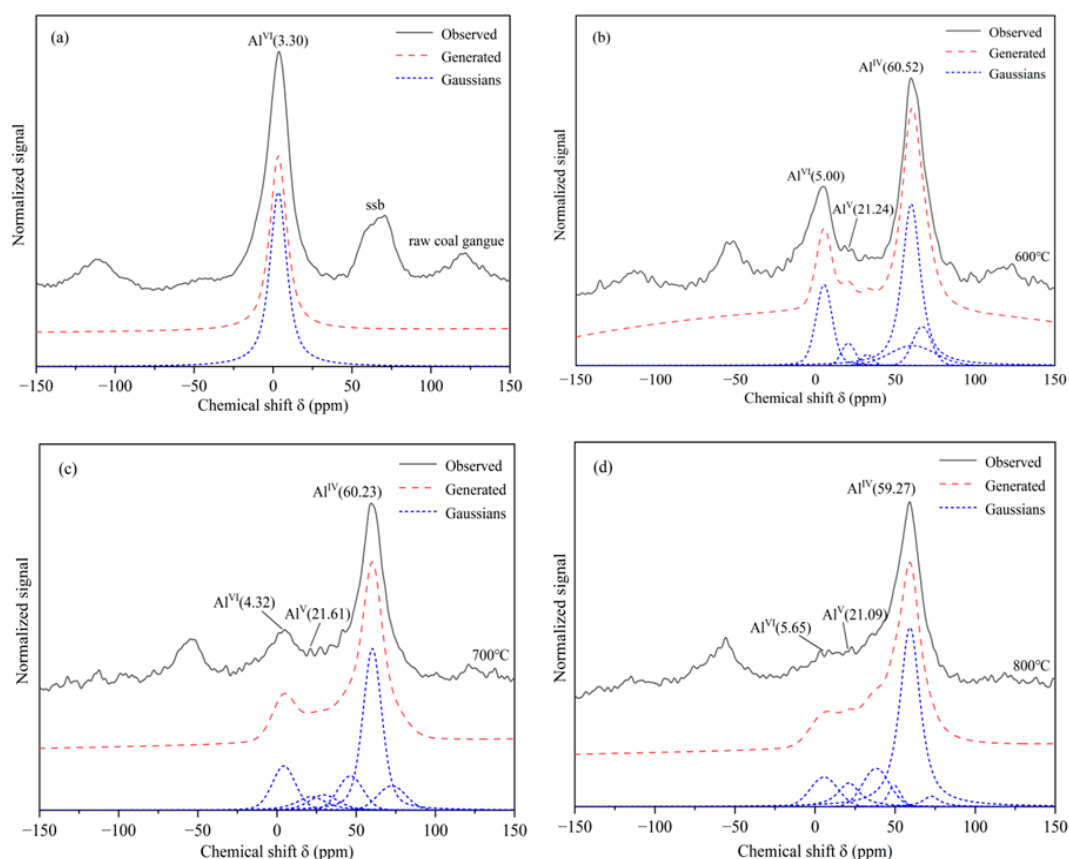 (a)
Al^VI(3.30)
Observed
Generated
Gaussians
ssb
raw coal gangue
Normalized signal
−150 −100 −50 0 50 100 150
Chemical shift δ (ppm)
(b)
Al^IV(60.52)
Observed
Generated
Gaussians
Al^VI(5.00)
Al^V(21.24)
600℃
Normalized signal
−150 −100 −50 0 50 100 150
Chemical shift δ (ppm)
(c)
Al^IV(60.23)
Observed
Generated
Gaussians
Al^VI(4.32)
Al^V(21.61)
700℃
Normalized signal
−150 −100 −50 0 50 100 150
Chemical shift δ (ppm)
(d)
Al^IV(59.27)
Observed
Generated
Gaussians
Al^VI(5.65)
Al^V(21.09)
800℃
Normalized signal
−150 −100 −50 0 50 100 150
Chemical shift δ (ppm)